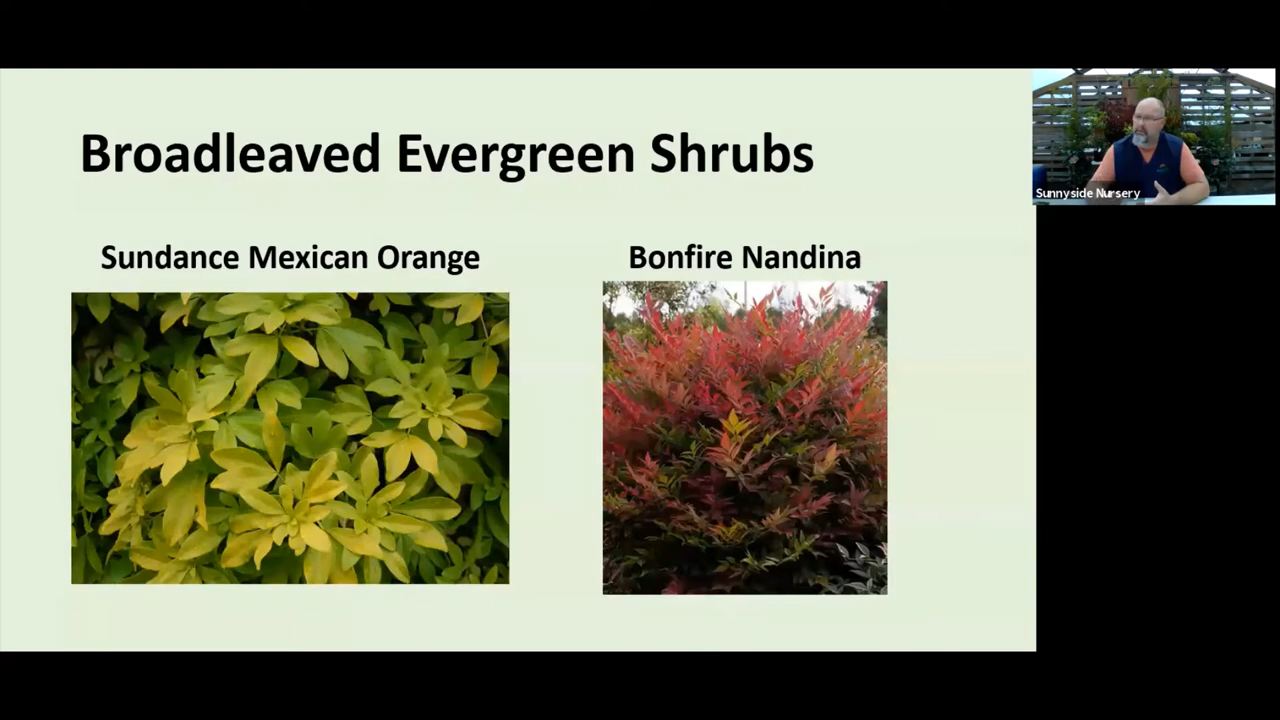 Broadleaved Evergreen Shrubs
Sundance Mexican Orange
Bonfire Nandina
Sunnyside Nursery